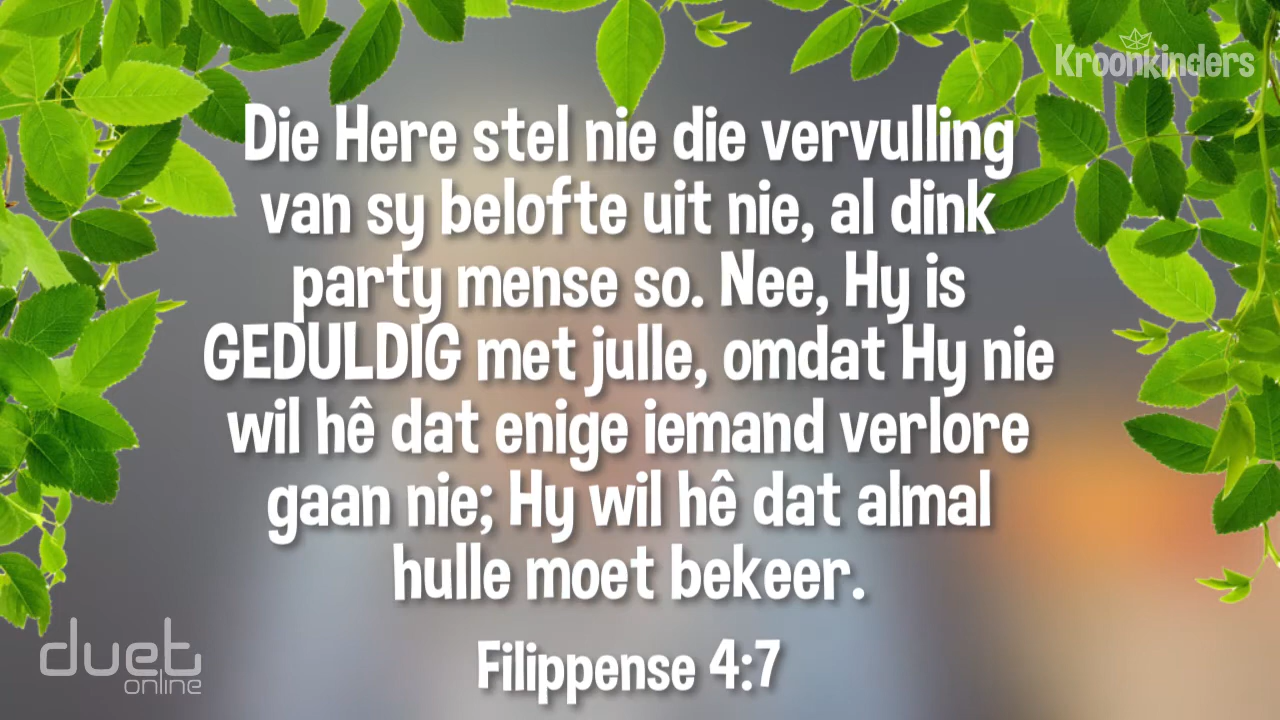 Kroonkinders
Die Here stel nie die vervulling
van sy belofte uit nie, al dink
party mense so. Nee, Hy is
GEDULDIG met julle, omdat Hy nie
wil hê dat enige iemand verlore
gaan nie; Hy wil hê dat almal
hulle moet bekeer.
Filippense 4:7
duet
online